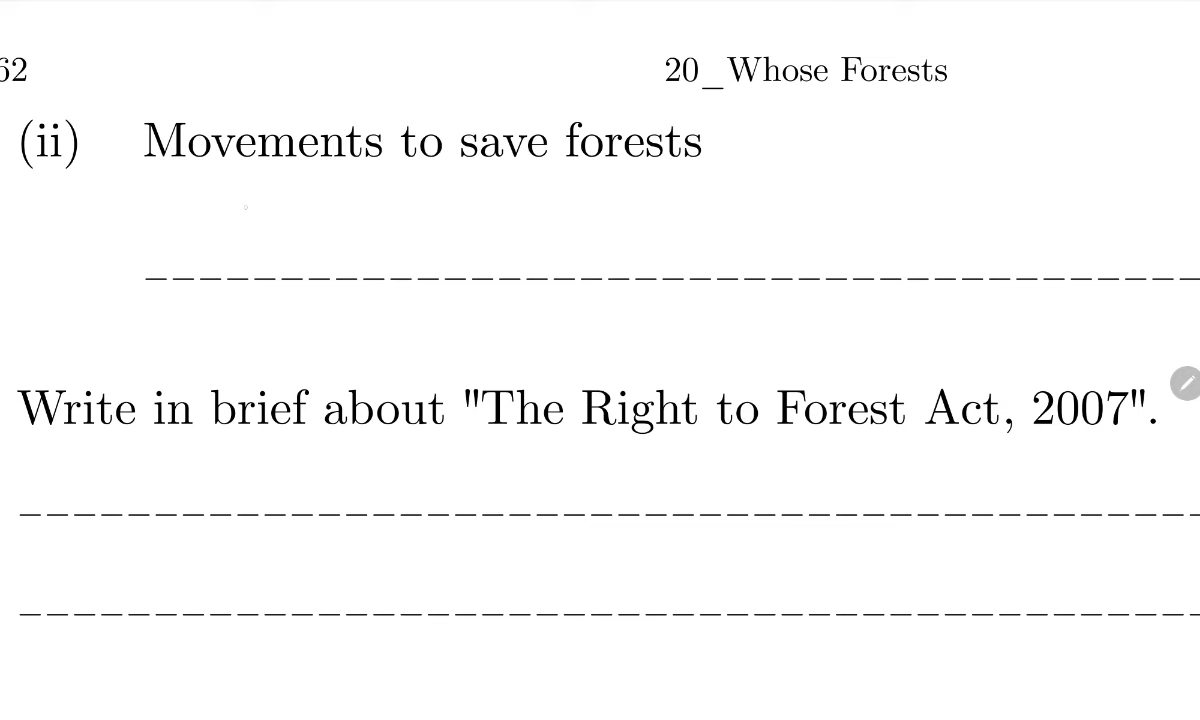 62 20_Whose Forests
(ii) Movements to save forests
Write in brief about "The Right to Forest Act, 2007".